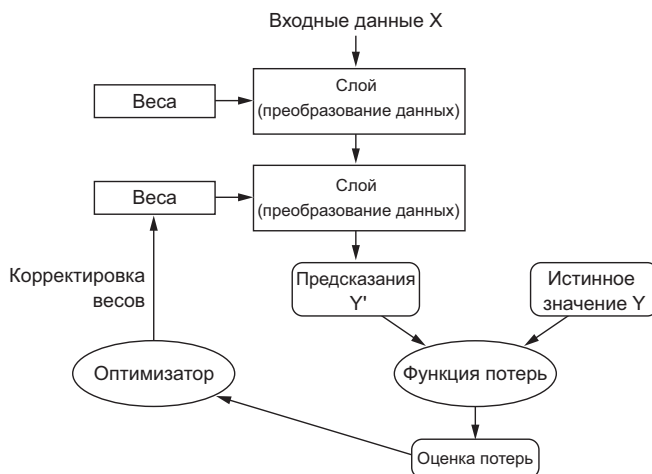 Входные данные X
Слой
(преобразование данных)
Веса
Слой
(преобразование данных)
Веса
Корректировка
весов
Предсказания
Y'
Истинное
значение Y
Оптимизатор
Функция потерь
Оценка потерь